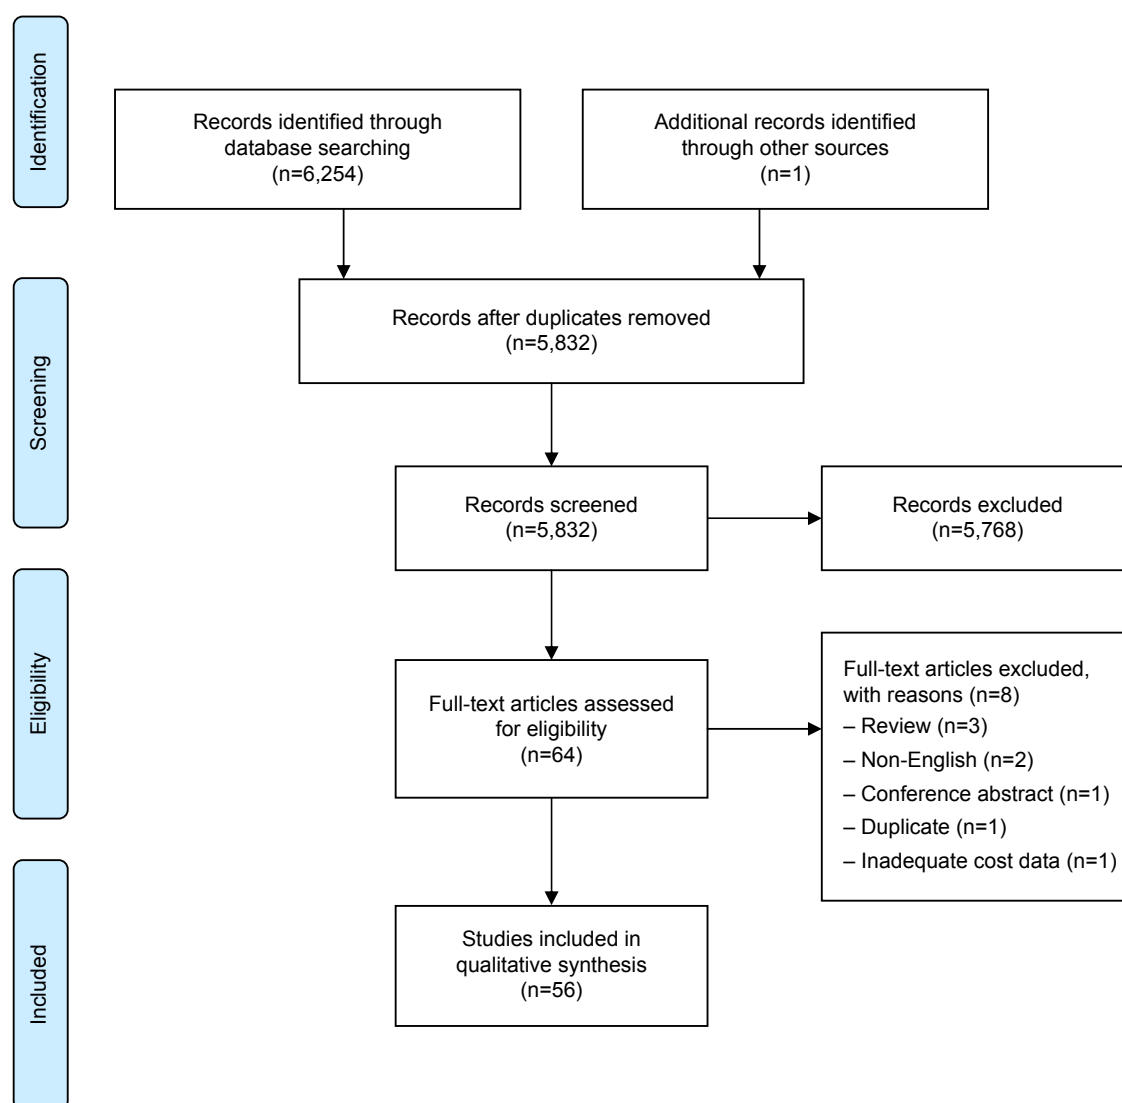 Identification
Records identified through
database searching
(n=6,254)
Additional records identified
through other sources
(n=1)
Screening
Records after duplicates removed
(n=5,832)
Records screened
(n=5,832)
Records excluded
(n=5,768)
Eligibility
Full-text articles assessed
for eligibility
(n=64)
Full-text articles excluded,
with reasons (n=8)
– Review (n=3)
– Non-English (n=2)
– Conference abstract (n=1)
– Duplicate (n=1)
– Inadequate cost data (n=1)
Included
Studies included in
qualitative synthesis
(n=56)